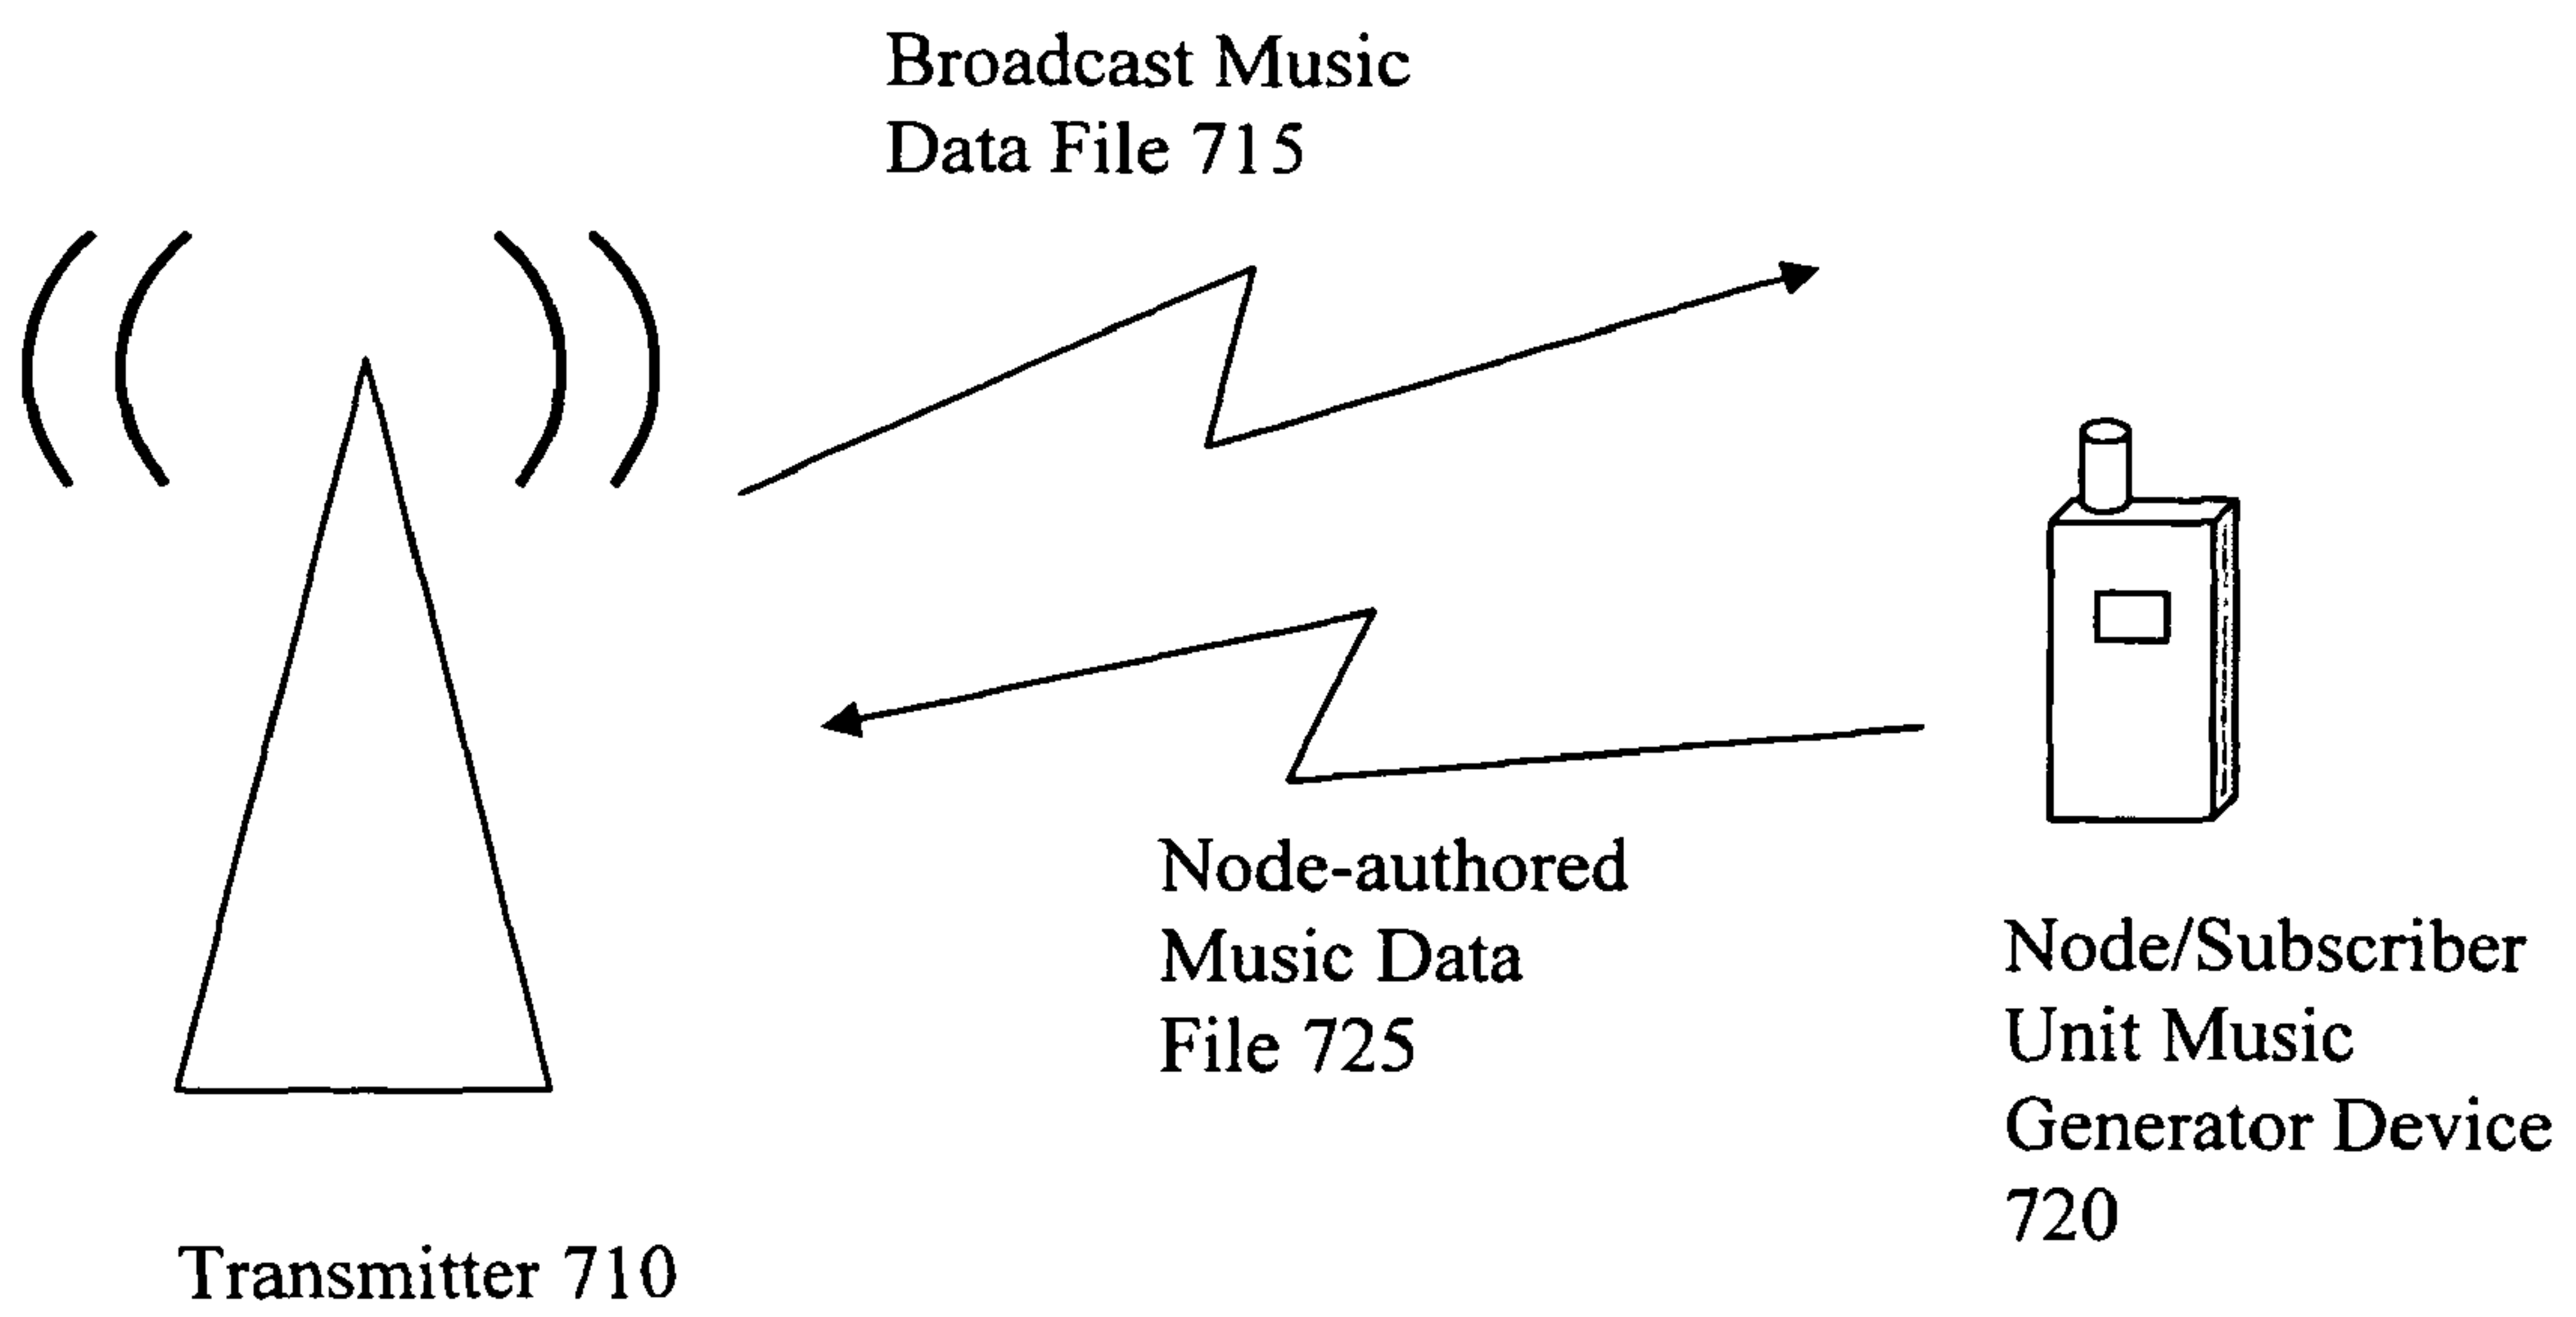 Broadcast Music
Data File 715
Node-authored
Music Data
File 725
Node/Subscriber
Unit Music
Generator Device
720
Transmitter 710